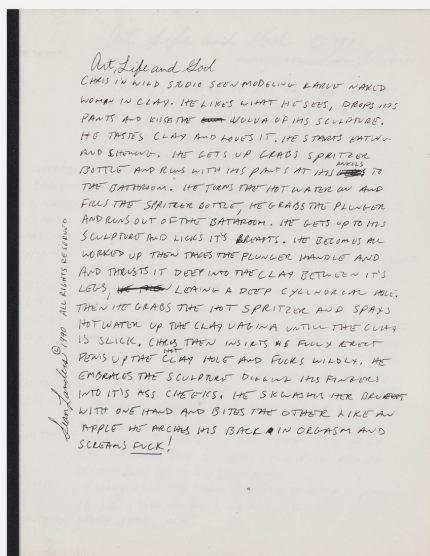 Art, Life and God
CHRIS IN WILD STUDIO SEEN MODELING LARGE NAKED
WOMAN IN CLAY. HE LIKES WHAT HE SEES, DROPS HIS
PANTS AND KISSES THE VULVA OF HIS SCULPTURE.
HE TASTES CLAY AND LOVES IT. HE STARTS EATING
AND. HE GETS UP GRABS SPRITZER
BOTTLE AND RUNS WITH HIS PANTS AT HIS ANKELS TO
THE BATHROOM. HE TURNS THE HOT WATER ON AND
FILLS THE SPRITZER BOTTLE, HE GRABS THE PLUNGER
AND RUNS OUT OF THE BATHROOM. HE GETS UP TO HIS
SCULPTURE AND LICKS IT'S BREASTS. HE BECOMES ALL
WORKED UP THEN TAKES THE PLUNGER HANDLE AND
AND THRUSTS IT DEEP INTO THE CLAY BETWEEN IT'S
LEGS, LEAVING A DEEP CYLINDRICAL HOLE.
THEN HE GRABS THE HOT SPRITZER AND SPAYS
HOT WATER UP THE CLAY VAGINA UNTILL THE CLAY
IS SLICK. CHRIS THEN INSIRTS HIS FULLY ERECT
PENIS UP THE HOT CLAY HOLE AND FUCKS WILDLY. HE
EMBRACES THE SCULPTURE DIGGING HIS FINGERS
INTO IT'S ASS CHEEKS. HE SKWASHES HER BREAST
WITH ONE HAND AND BITES THE OTHER LIKE AN
APPLE HE ARCHES HIS BACK IN ORGASM AND
SCREAMS FUCK!
Sean Landers © 1990 ALL RIGHTS RESERVED